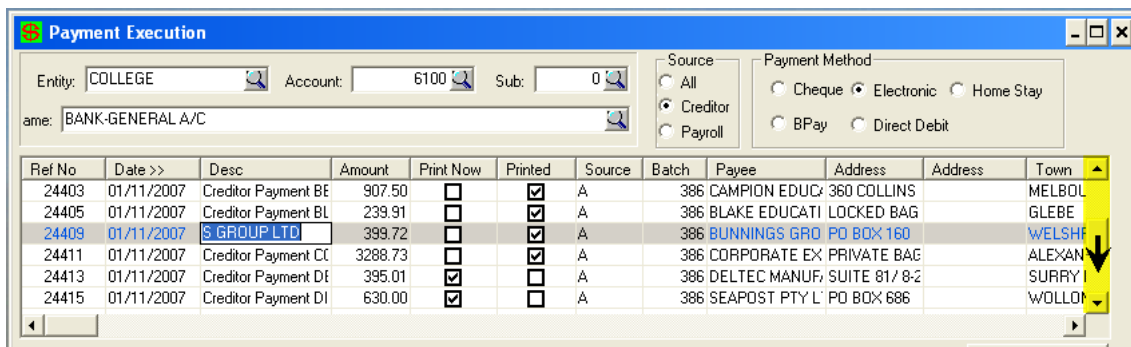 Payment Execution
Entity: COLLEGE Account: 6100 Sub: 0
Source
All
Creditor
Payroll
Payment Method
Cheque Electronic Home Stay
BPay Direct Debit
ame: BANK-GENERAL A/C
Ref No Date >> Desc Amount Print Now Printed Source Batch Payee Address Address Town
24403 01/11/2007 Creditor Payment BE 907.50 A 386 CAMPION EDUC 360 COLLINS MELBOU
24405 01/11/2007 Creditor Payment BL 239.91 A 386 BLAKE EDUCATI LOCKED BAG GLEBE
24409 01/11/2007 S GROUP LTD 399.72 A 386 BUNNINGS GRO PO BOX 160 WELSHP
24411 01/11/2007 Creditor Payment CO 3288.73 A 386 CORPORATE EX PRIVATE BAG ALEXAN
24413 01/11/2007 Creditor Payment DE 395.01 A 386 DELTEC MANUF SUITE 81/ 8-2 SURRY
24415 01/11/2007 Creditor Payment DI 630.00 A 386 SEAPOST PTY L PO BOX 686 WOLLON